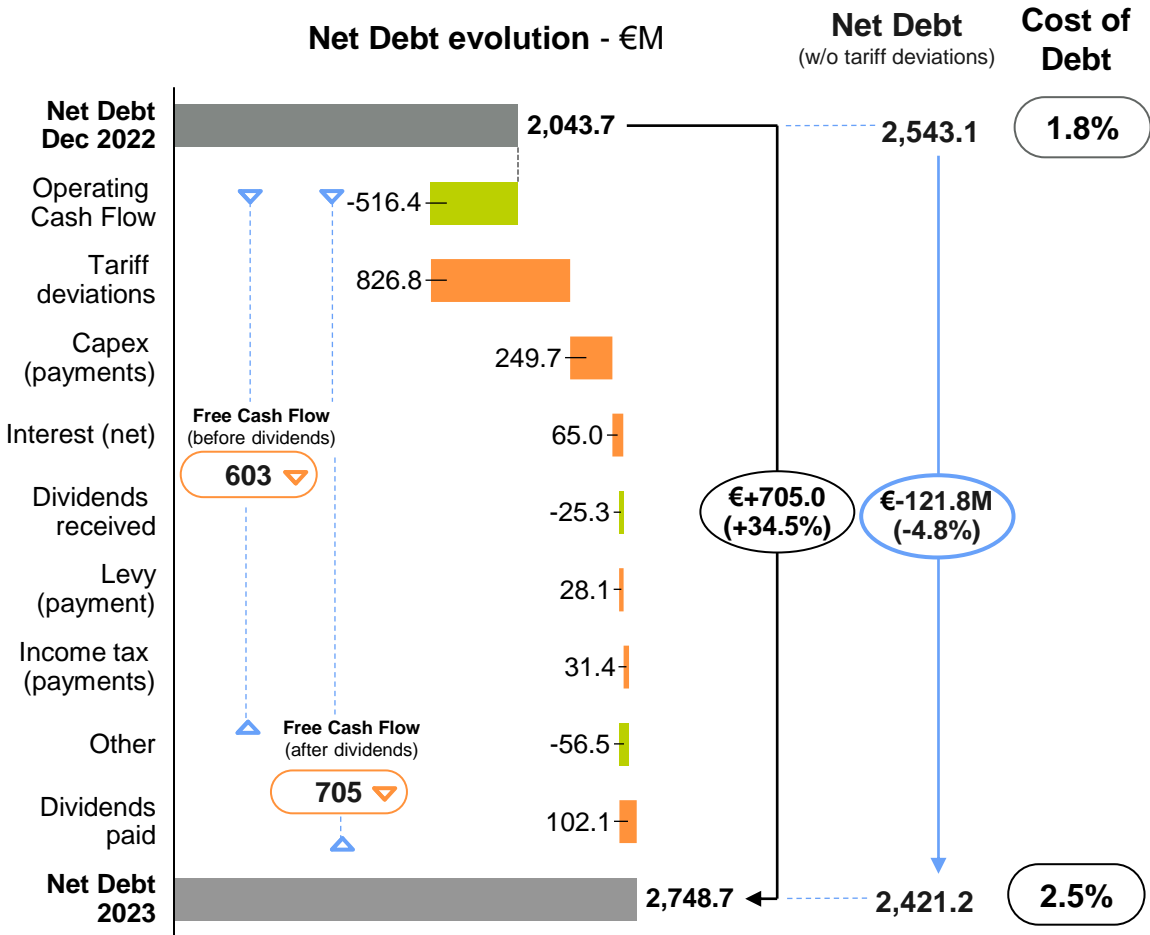 Net Debt evolution - €M
Net Debt
(w/o tariff deviations)
Cost of
Debt
Net Debt
Dec 2022
2,043.7
2,543.1
1.8%
Operating
Cash Flow
-516.4
Tariff
deviations
826.8
Capex
(payments)
249.7
Free Cash Flow
(before dividends)
603
Interest (net)
65.0
Dividends
received
-25.3
€+705.0
(+34.5%)
€-121.8M
(-4.8%)
Levy
(payment)
28.1
Income tax
(payments)
31.4
Free Cash Flow
(after dividends)
705
Other
-56.5
Dividends
paid
102.1
Net Debt
2023
2,748.7
2,421.2
2.5%